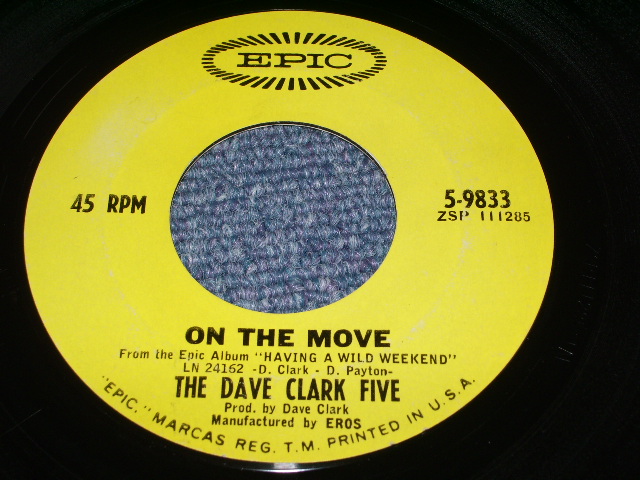 EPIC
45 RPM
5-9833
ZSP 111285
ON THE MOVE
From the Epic Album "HAVING A WILD WEEKEND"
LN 24162 -D. Clark - D. Payton-
THE DAVE CLARK FIVE
Prod. by Dave Clark
Manufactured by EROS
"EPIC," MARCAS REG. T.M. PRINTED IN U.S.A.